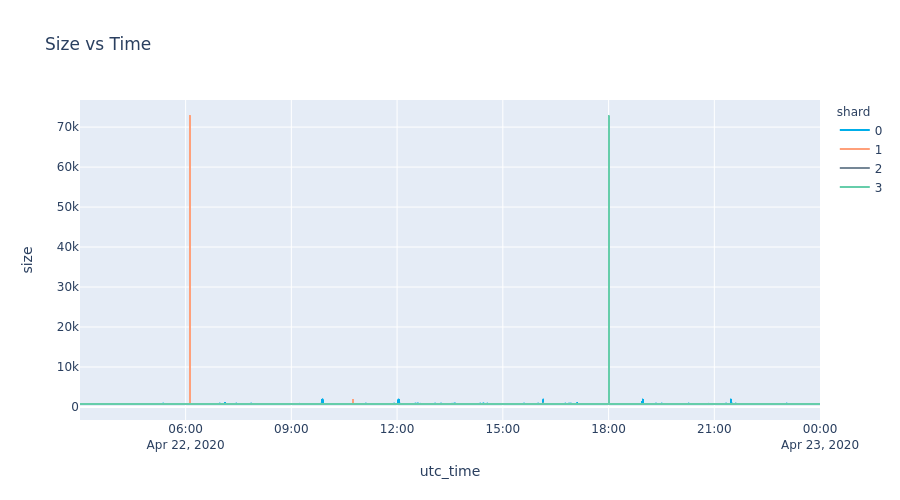 Size vs Time
shard
0
1
2
3
70k
60k
50k
40k
30k
20k
10k
0
size
06:00
Apr 22, 2020
09:00
12:00
15:00
18:00
21:00
00:00
Apr 23, 2020
utc_time